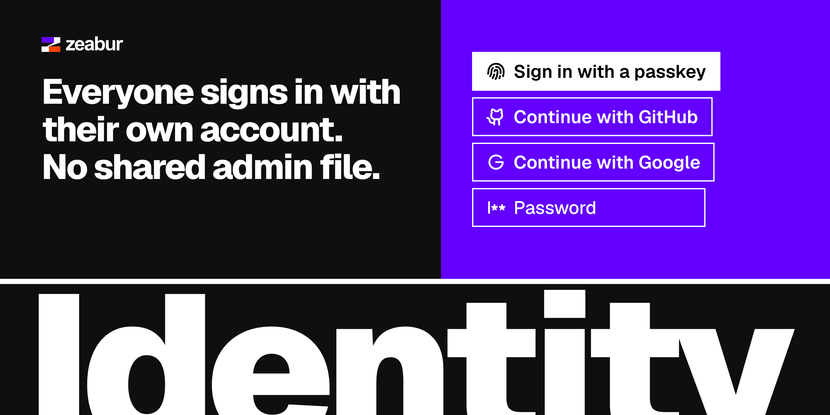 zeabur
Everyone signs in with
their own account.
No shared admin file.
Sign in with a passkey
Continue with GitHub
Continue with Google
Password
Identity